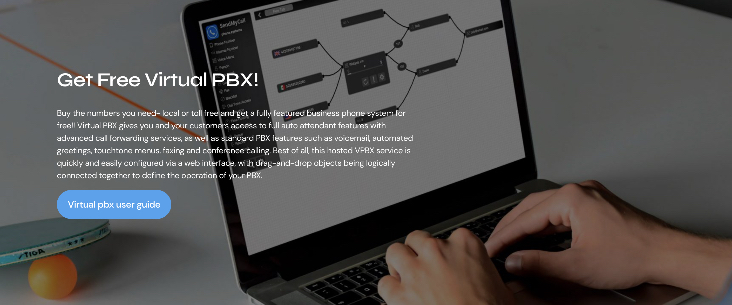 SendMyCall
Get Free Virtual PBX!
Buy the numbers you need- local or toll free and get a fully featured business phone system for
free!! Virtual PBX gives you and your customers access to full auto attendant features with
advanced call forwarding services, as well as standard PBX features such as voicemail, automated
greetings, touchtone menus, faxing and conference calling. Best of all, this hosted VPBX service is
quickly and easily configured via a web interface, with drag-and-drop objects being logically
connected together to define the operation of your PBX.
Virtual pbx user guide